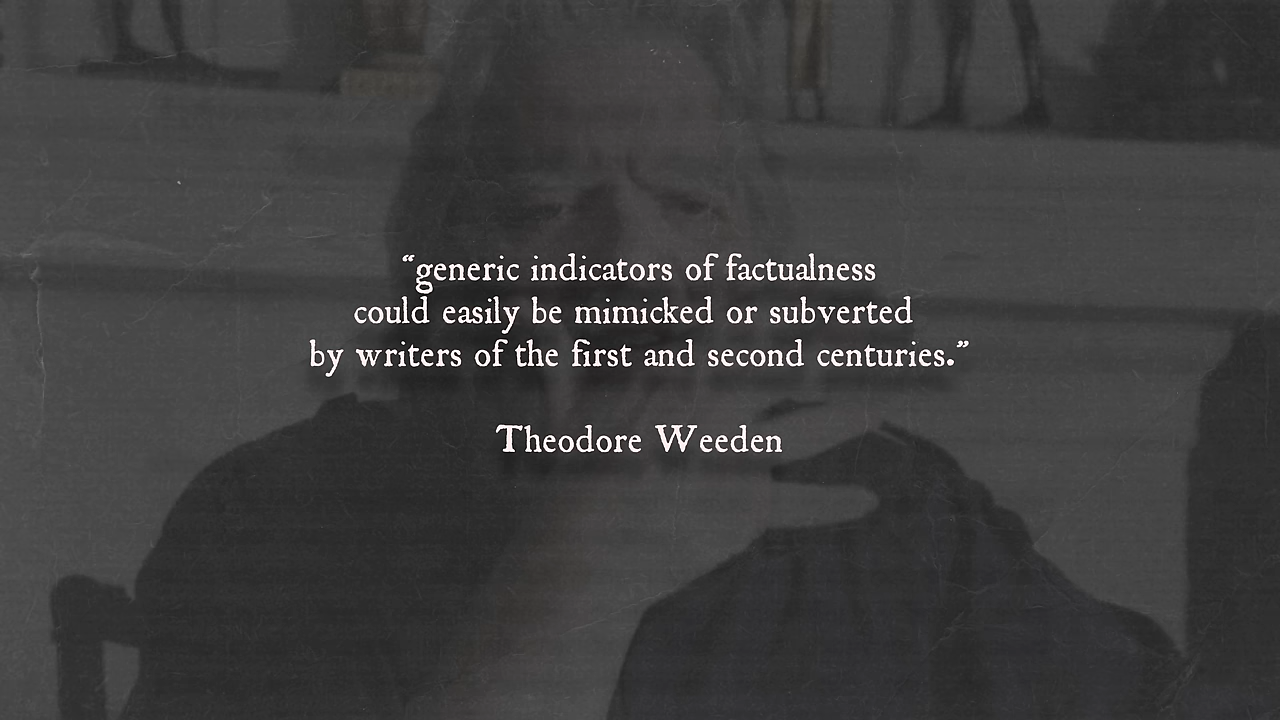 “generic indicators of factualness
could easily be mimicked or subverted
by writers of the first and second centuries.”
Theodore Weeden